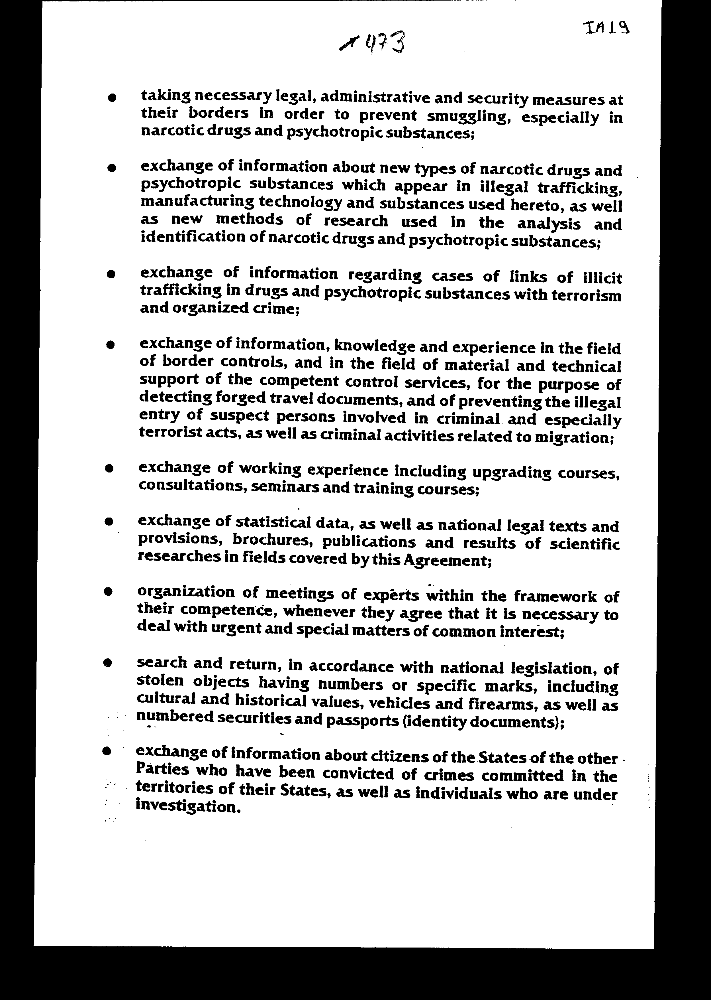 IA19
473
● taking necessary legal, administrative and security measures at
their borders in order to prevent smuggling, especially in
narcotic drugs and psychotropic substances;
● exchange of information about new types of narcotic drugs and
psychotropic substances which appear in illegal trafficking,
manufacturing technology and substances used hereto, as well
as new methods of research used in the analysis and
identification of narcotic drugs and psychotropic substances;
● exchange of information regarding cases of links of illicit
trafficking in drugs and psychotropic substances with terrorism
and organized crime;
● exchange of information, knowledge and experience in the field
of border controls, and in the field of material and technical
support of the competent control services, for the purpose of
detecting forged travel documents, and of preventing the illegal
entry of suspect persons involved in criminal and especially
terrorist acts, as well as criminal activities related to migration;
● exchange of working experience including upgrading courses,
consultations, seminars and training courses;
● exchange of statistical data, as well as national legal texts and
provisions, brochures, publications and results of scientific
researches in fields covered by this Agreement;
● organization of meetings of experts within the framework of
their competence, whenever they agree that it is necessary to
deal with urgent and special matters of common interest;
● search and return, in accordance with national legislation, of
stolen objects having numbers or specific marks, including
cultural and historical values, vehicles and firearms, as well as
numbered securities and passports (identity documents);
● exchange of information about citizens of the States of the other
Parties who have been convicted of crimes committed in the
territories of their States, as well as individuals who are under
investigation.